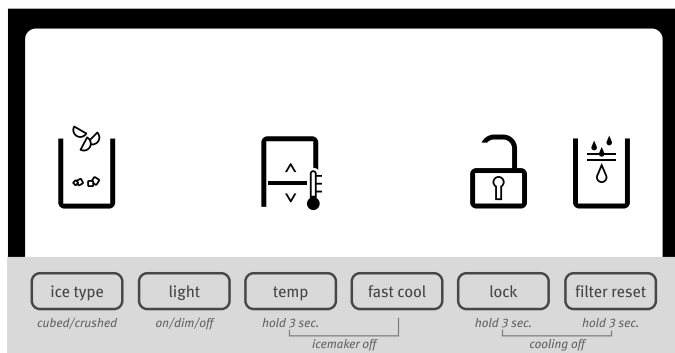 ice type light temp fast cool lock filter reset
cubed/crushed on/dim/off hold 3 sec. hold 3 sec. hold 3 sec.
icemaker off cooling off